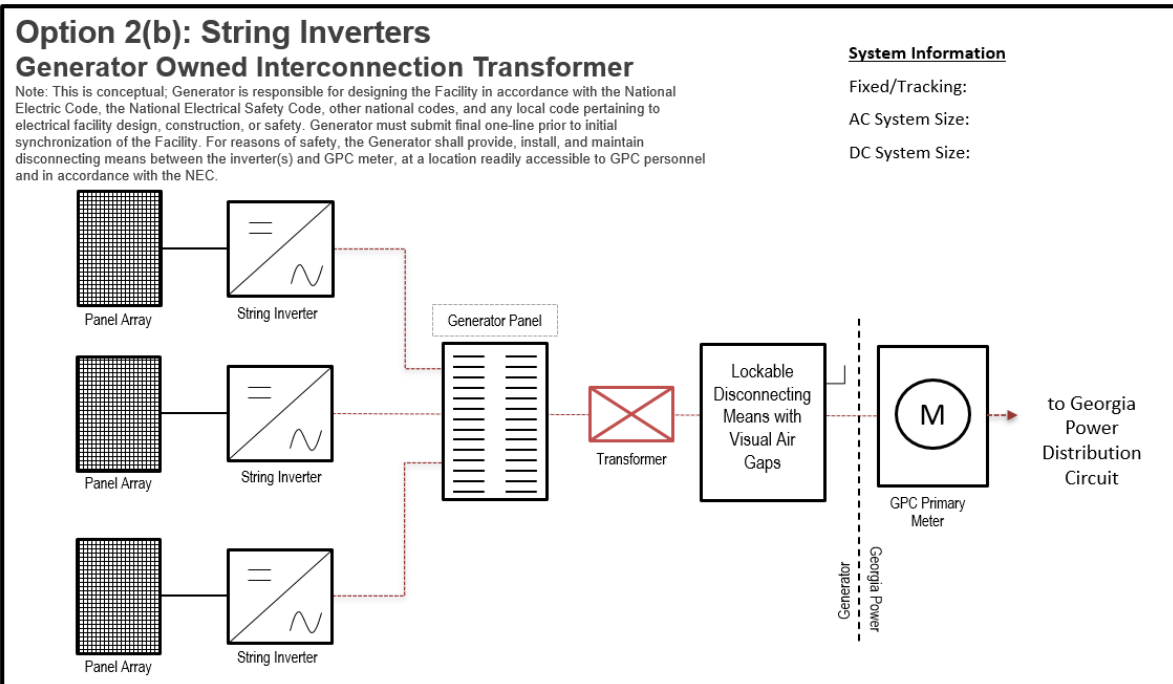 Option 2(b): String Inverters
Generator Owned Interconnection Transformer
Note: This is conceptual; Generator is responsible for designing the Facility in accordance with the National
Electric Code, the National Electrical Safety Code, other national codes, and any local code pertaining to
electrical facility design, construction, or safety. Generator must submit final one-line prior to initial
synchronization of the Facility. For reasons of safety, the Generator shall provide, install, and maintain
disconnecting means between the inverter(s) and GPC meter, at a location readily accessible to GPC personnel
and in accordance with the NEC.
System Information
Fixed/Tracking:
AC System Size:
DC System Size:
Panel Array
String Inverter
Panel Array
String Inverter
Panel Array
String Inverter
Generator Panel
Transformer
Lockable
Disconnecting
Means with
Visual Air
Gaps
Generator
Georgia Power
M
GPC Primary
Meter
to Georgia
Power
Distribution
Circuit